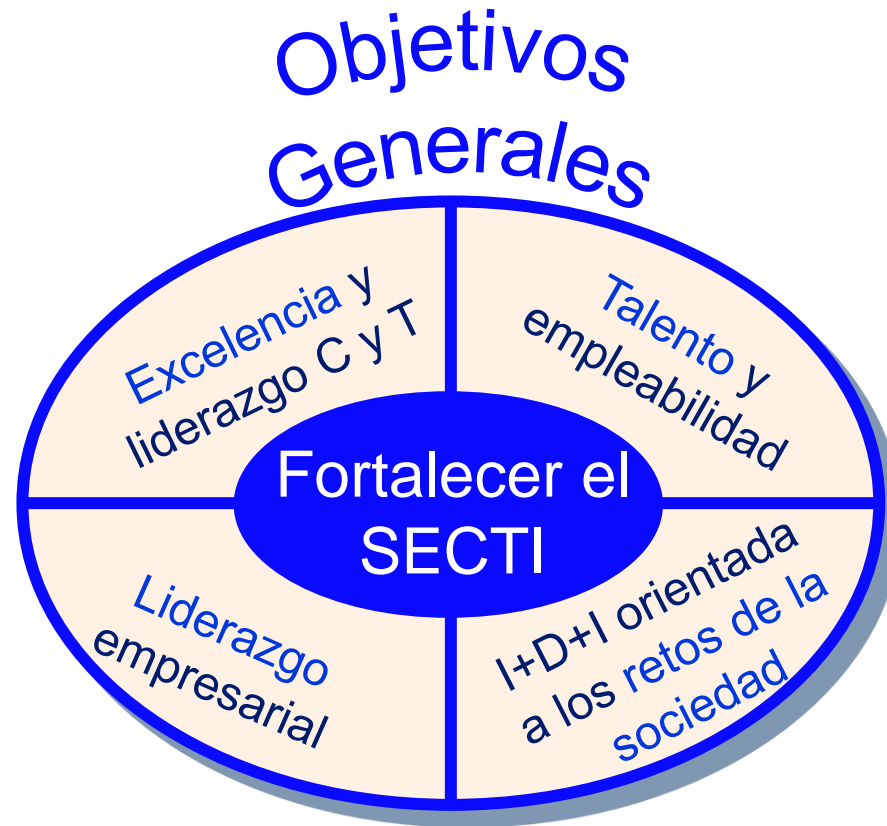 Objetivos
Generales
Excelencia y
liderazgo C y T
Talento y
empleabilidad
Fortalecer el
SECTI
Liderazgo
empresarial
I+D+I orientada
a los retos de la
sociedad